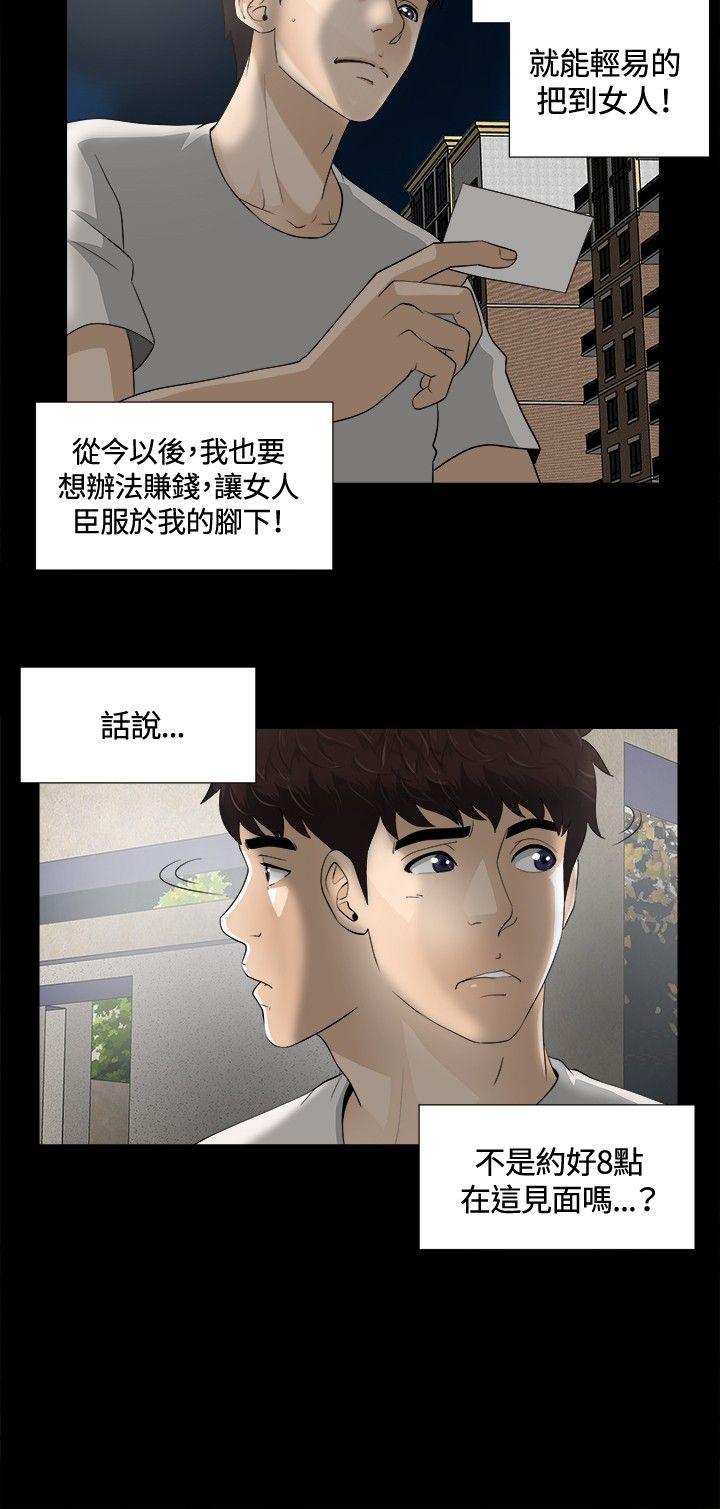 就能輕易的
把到女人！
從今以後，我也要
想辦法賺錢，讓女人
臣服於我的腳下！
話說...
不是約好8點
在這見面嗎...？